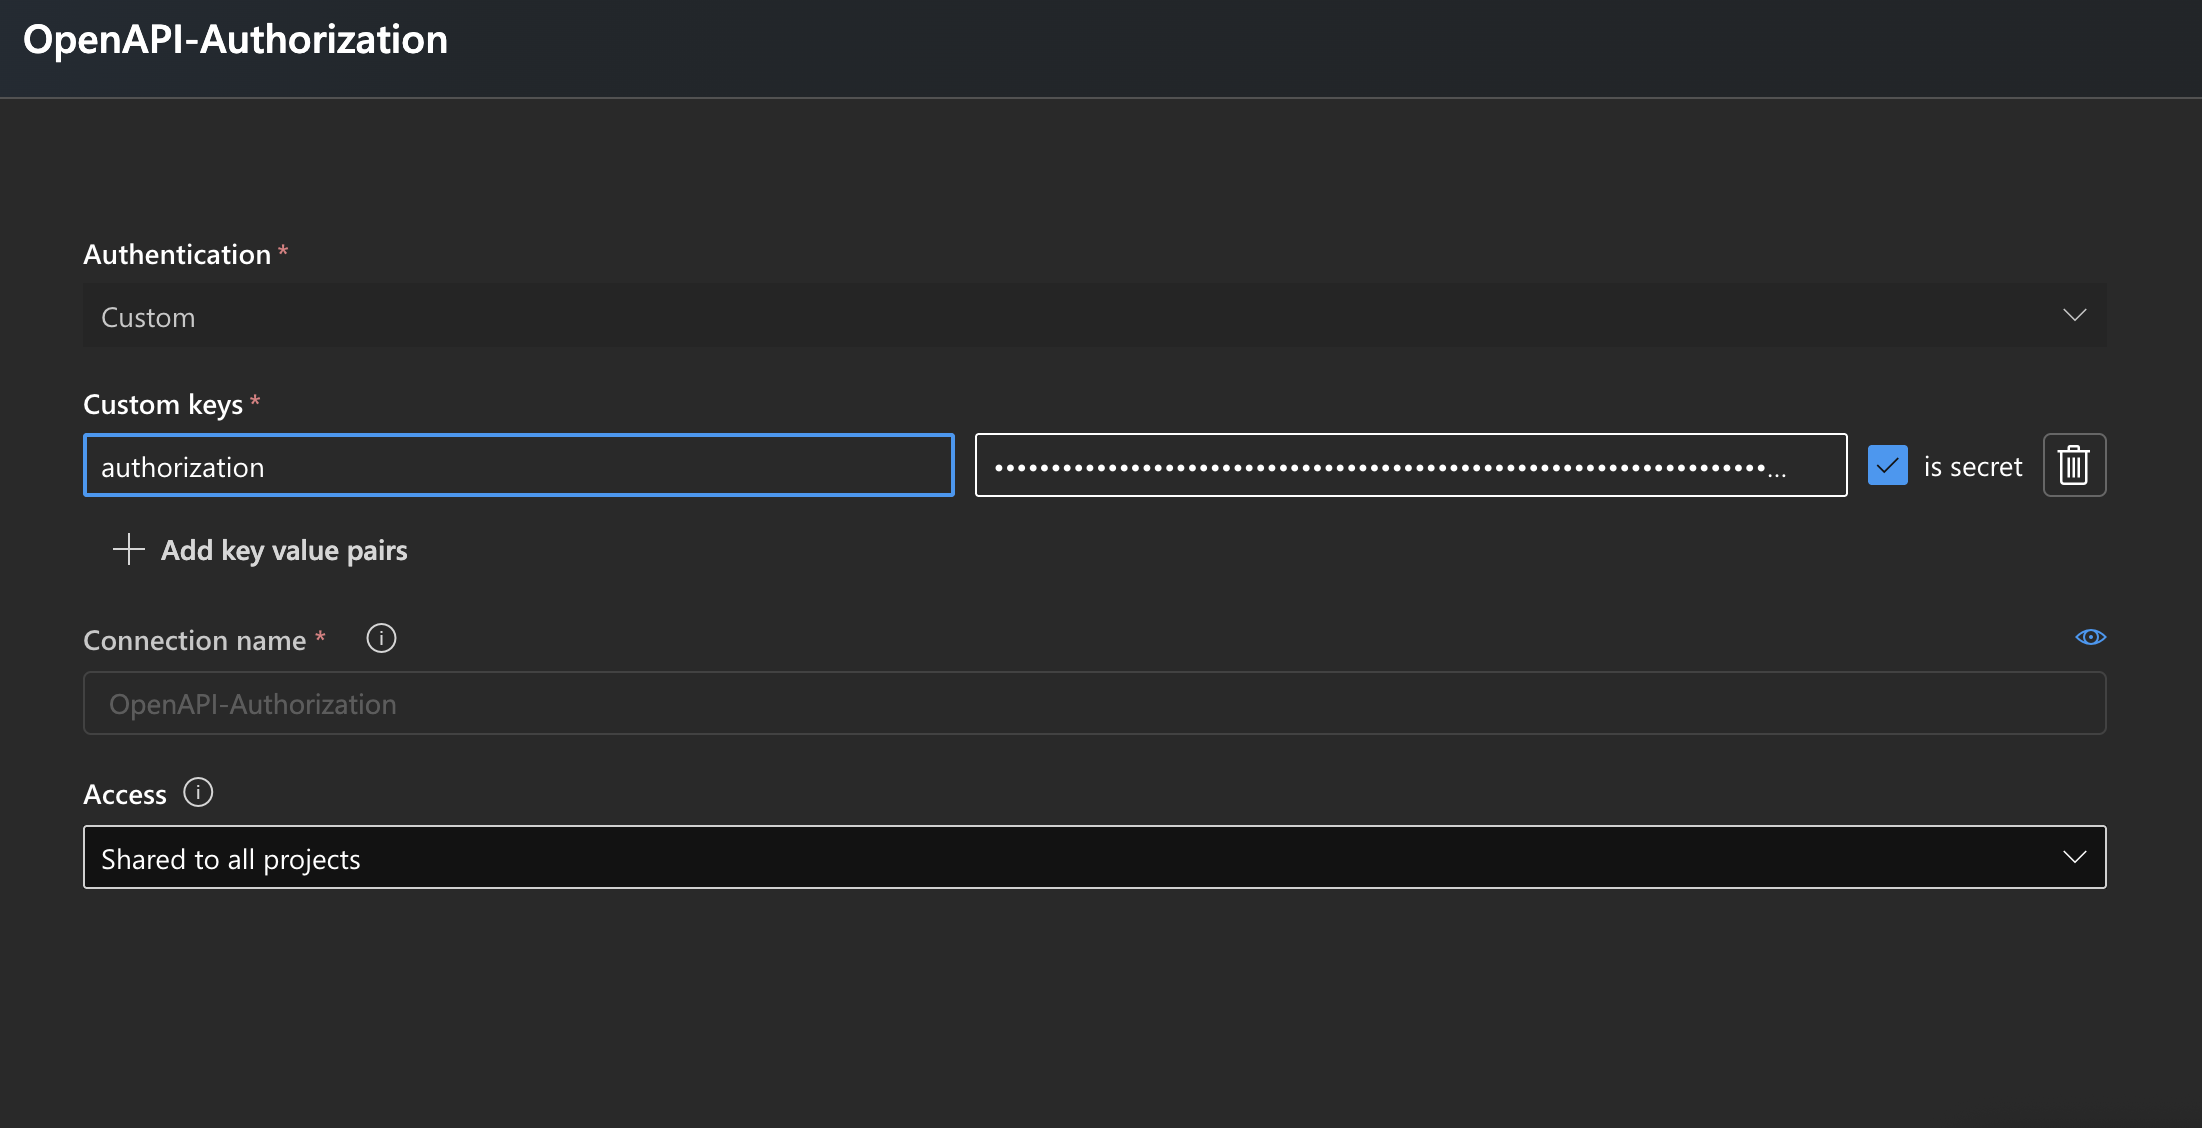 OpenAPI-Authorization
Authentication *
Custom
Custom keys *
authorization
••••••••••••••••••••••••••••••••••••••••••••••••••••••••••••••••••••... is secret
Add key value pairs
Connection name *
OpenAPI-Authorization
Access
Shared to all projects